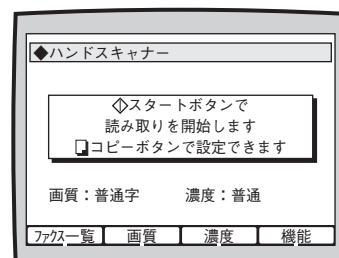 ◆ハンドスキャナー
スタートボタンで
読み取りを開始します
コピーボタンで設定できます
画質：普通字 濃度：普通
ファクス一覧 画質 濃度 機能